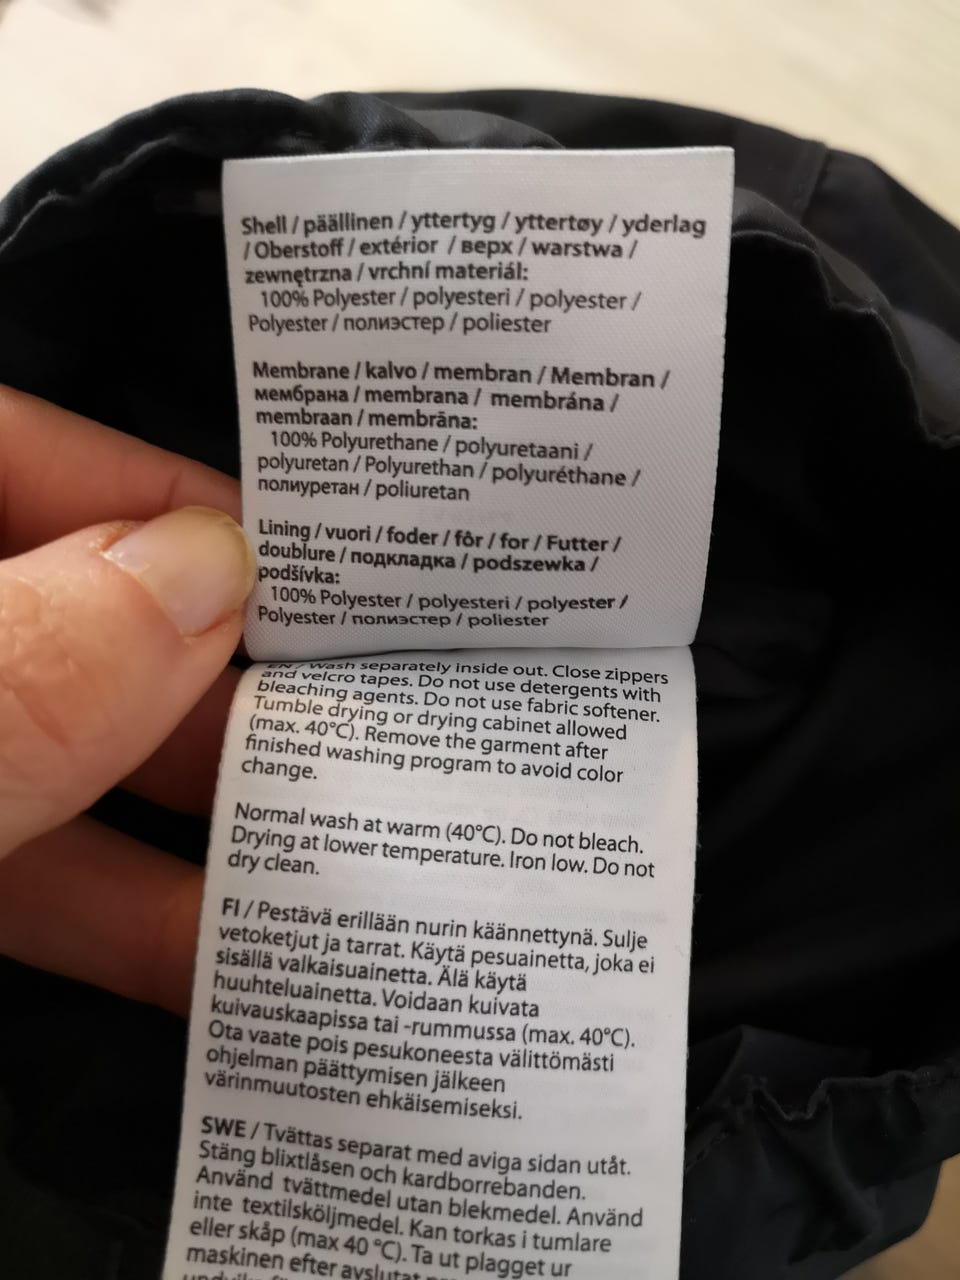 Shell / päällinen / yttertyg / yttertøy / yderlag
/ Oberstoff / extérior / верх / warstwa /
zewnętrzna / vrchní materiál:
100% Polyester / polyesteri / polyester /
Polyester / полиэстер / poliester
Membrane / kalvo / membran / Membran /
мембрана / membrana / membrána /
membraan / membrāna:
100% Polyurethane / polyuretaani /
polyuretan / Polyurethan / polyuréthane /
полиуретан / poliuretan
Lining / vuori / foder / fôr / for / Futter /
doublure / подкладка / podszewka /
podšívka:
100% Polyester / polyesteri / polyester /
Polyester / полиэстер / poliester
EN / Wash separately inside out. Close zippers
and velcro tapes. Do not use detergents with
bleaching agents. Do not use fabric softener.
Tumble drying or drying cabinet allowed
(max. 40°C). Remove the garment after
finished washing program to avoid color
change.
Normal wash at warm (40°C). Do not bleach.
Drying at lower temperature. Iron low. Do not
dry clean.
FI / Pestävä erillään nurin käännettynä. Sulje
vetoketjut ja tarrat. Käytä pesuainetta, joka ei
sisällä valkaisuainetta. Älä käytä
huuhteluainetta. Voidaan kuivata
kuivauskaapissa tai -rummussa (max. 40°C).
Ota vaate pois pesukoneesta välittömästi
ohjelman päättymisen jälkeen
värinmuutosten ehkäisemiseksi.
SWE / Tvättas separat med aviga sidan utåt.
Stäng blixtlåsen och kardborrebanden.
Använd tvättmedel utan blekmedel. Använd
inte textilsköljmedel. Kan torkas i tumlare
eller skåp (max 40 °C). Ta ut plagget ur
maskinen efter avslutat